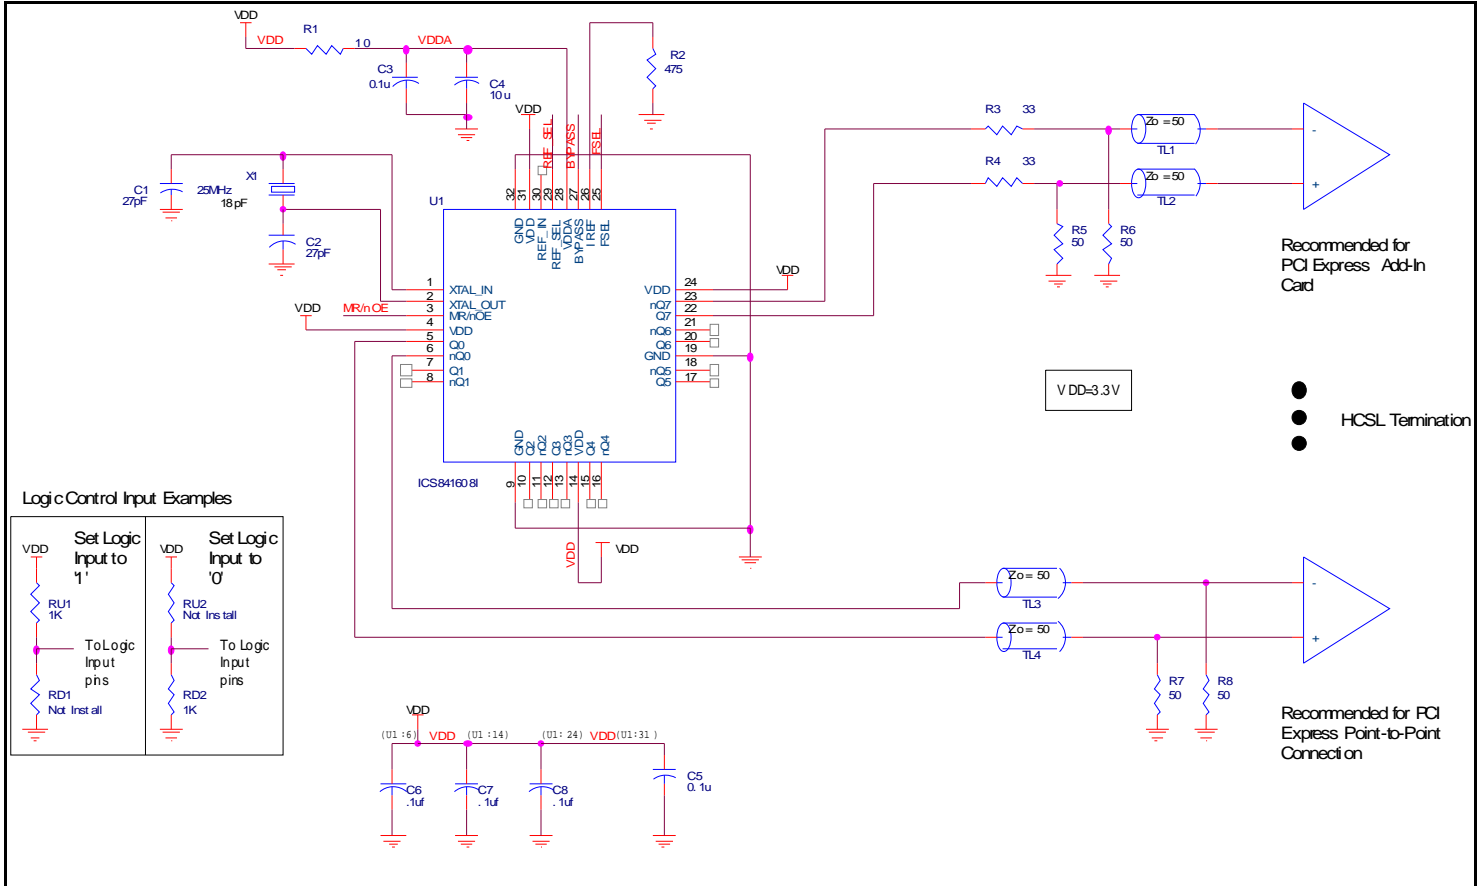 VDD
VDD
R1
10
VDDA
C3
0.1u
C4
10u
R2
475
VDD
REF_SEL
BYPASS
FSEL
C1
27pF
X1
25MHz
18pF
C2
27pF
U1
32
31
30
29
28
27
26
25
GND
VDD
REF_IN
REF_SEL
VDDA
BYPASS
IREF
FSEL
1
XTAL_IN
2
XTAL_OUT
3
MR/nOE
4
VDD
5
Q0
6
nQ0
7
Q1
8
nQ1
VDD
MR/nOE
24
VDD
23
nQ7
22
Q7
21
nQ6
20
Q6
19
GND
18
nQ5
17
Q5
VDD
GND
Q2
nQ2
Q3
nQ3
VDD
Q4
nQ4
9
10
11
12
13
14
15
16
ICS841608I
VDD
VDD
R3
33
R4
33
Zo = 50
TL1
Zo = 50
TL2
R5
50
R6
50
-
+
Recommended for
PCI Express Add-In
Card
VDD=3.3V
HCSL Termination
Logic Control Input Examples
VDD
Set Logic
Input to
'1'
RU1
1K
To Logic
Input
pins
RD1
Not Install
VDD
Set Logic
Input to
'0'
RU2
Not Install
To Logic
Input
pins
RD2
1K
Zo = 50
TL3
Zo = 50
TL4
R7
50
R8
50
-
+
Recommended for PCI
Express Point-to-Point
Connection
VDD
(U1:6)
VDD
(U1:14)
(U1:24)
VDD
(U1:31)
C6
.1uf
C7
.1uf
C8
.1uf
C5
0.1u